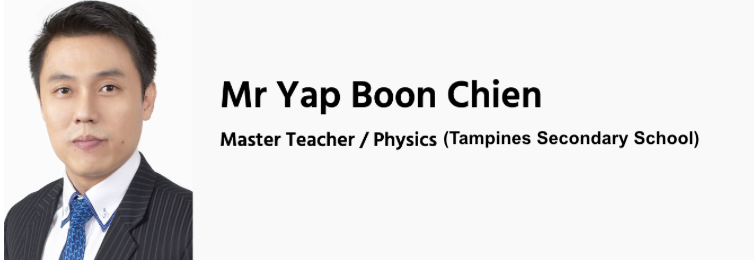 Mr Yap Boon Chien
Master Teacher / Physics (Tampines Secondary School)